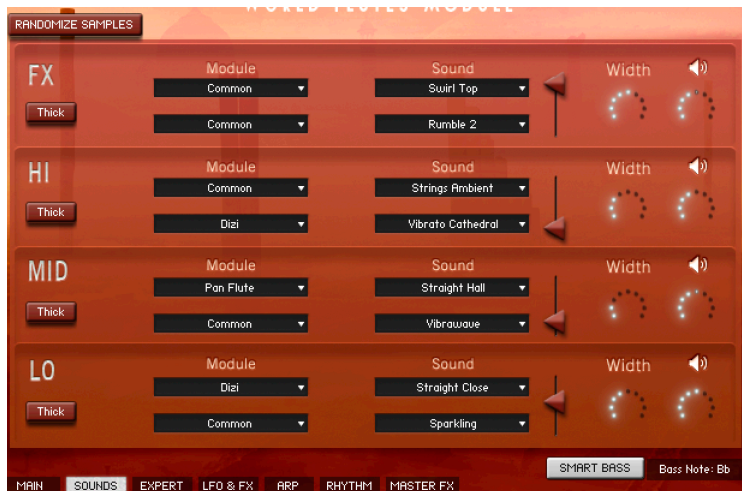 WORLD FLUTES MODULE
RANDOMIZE SAMPLES
FX
Module
Sound
Width
Common
Swirl Top
Thick
Common
Rumble 2
HI
Module
Sound
Width
Common
Strings Ambient
Thick
Dizi
Vibrato Cathedral
MID
Module
Sound
Width
Pan Flute
Straight Hall
Thick
Common
Vibrawave
LO
Module
Sound
Width
Dizi
Straight Close
Thick
Common
Sparkling
SMART BASS
Bass Note: Bb
MAIN SOUNDS EXPERT LFO & FX ARP RHYTHM MASTER FX